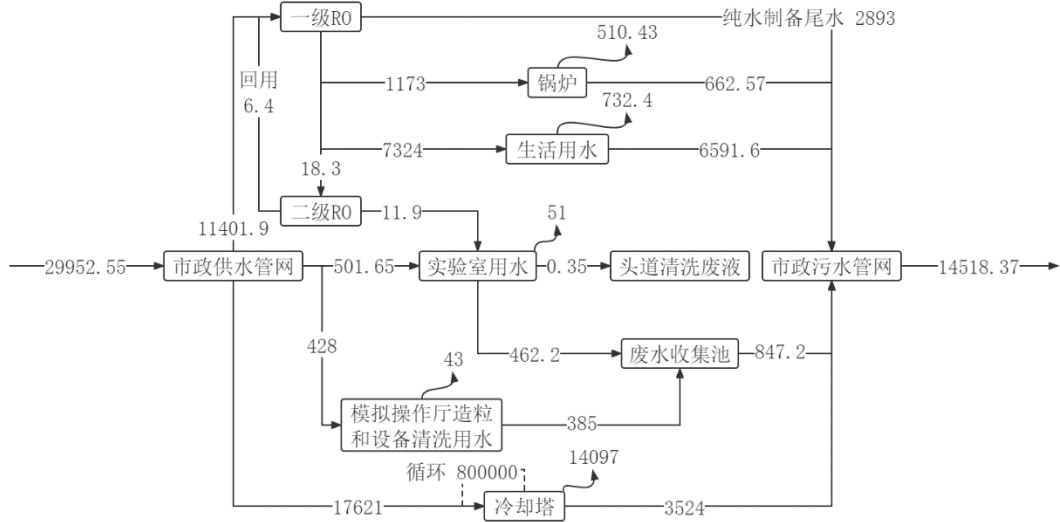 一级RO
纯水制备尾水 2893
510.43
回用
6.4
1173
锅炉
662.57
732.4
7324
生活用水
6591.6
18.3
二级RO
11.9
51
11401.9
29952.55
市政供水管网
501.65
实验室用水
0.35
头道清洗废液
市政污水管网
14518.37
428
43
462.2
废水收集池
847.2
模拟操作厅造粒
和设备清洗用水
385
循环 800000
14097
17621
冷却塔
3524